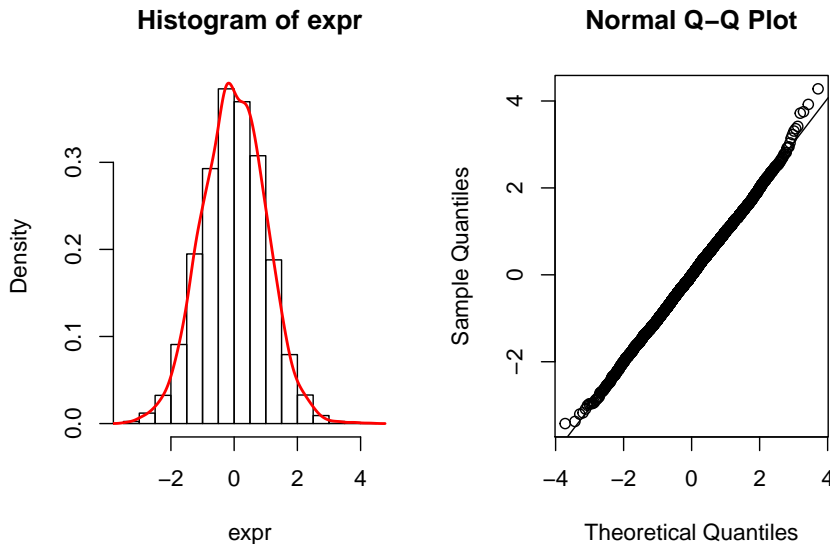 Histogram of expr
Density
0.0
0.1
0.2
0.3
−2
0
2
4
expr
Normal Q−Q Plot
Sample Quantiles
−2
0
2
4
−4
−2
0
2
4
Theoretical Quantiles